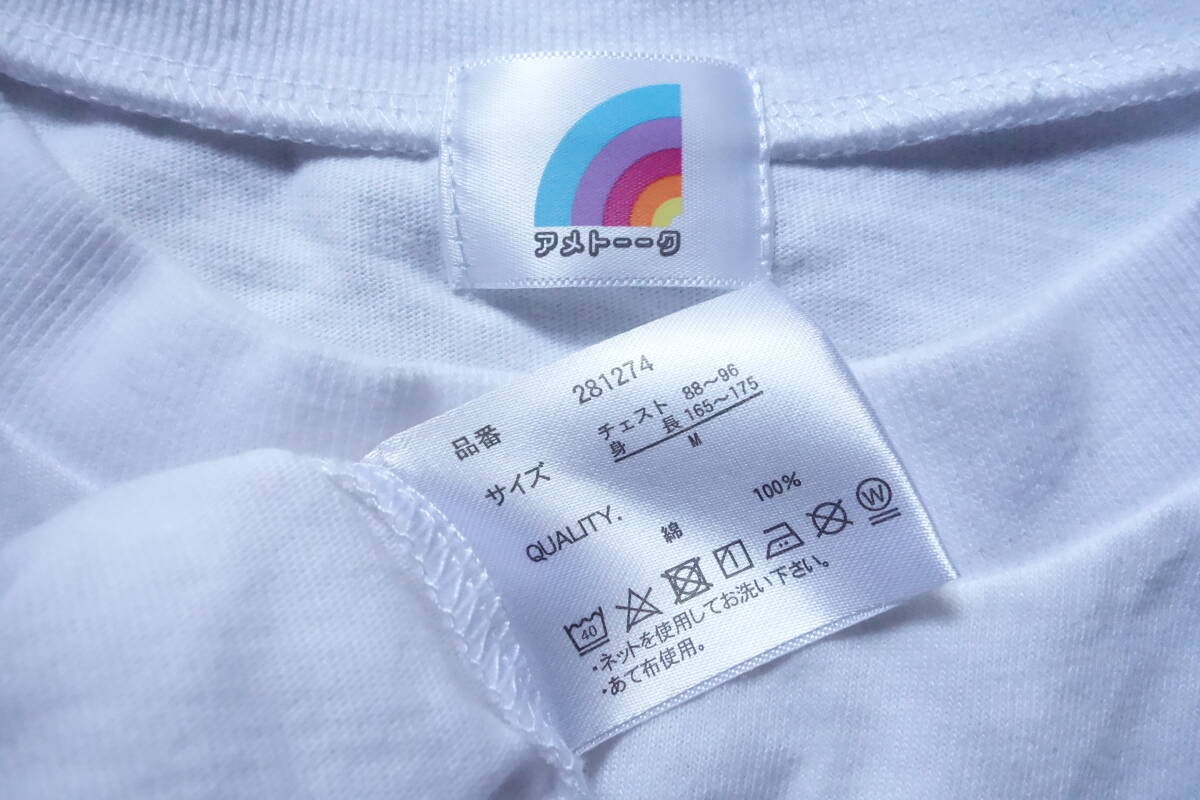 アメトーーク
品番 281274
サイズ チェスト 88～96
身長 165～175
M
QUALITY.
綿 100%
40
W
・ネットを使用してお洗い下さい。
・あて布使用。